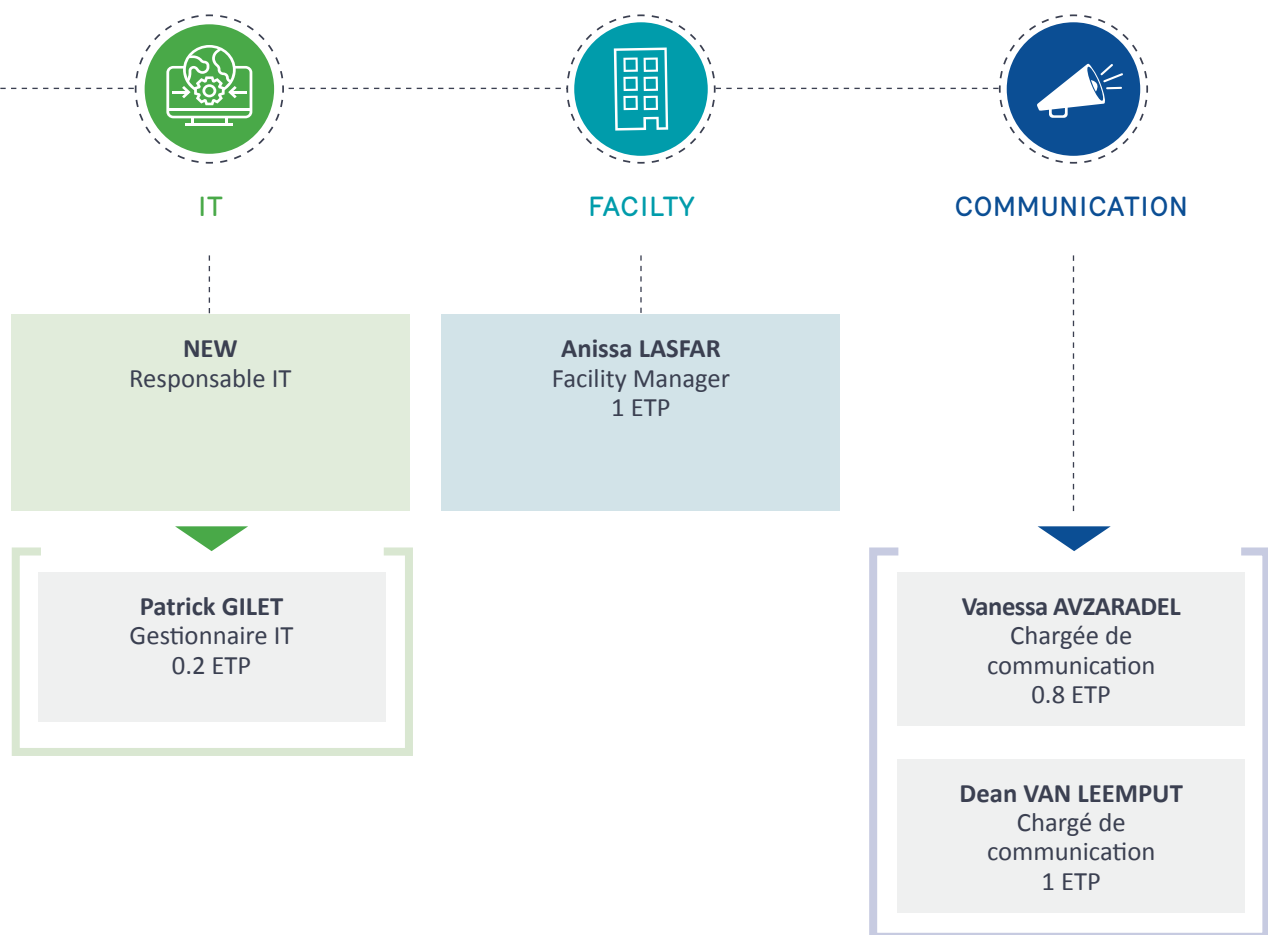 IT
FACILTY
COMMUNICATION
NEW
Responsable IT
Anissa LASFAR
Facility Manager
1 ETP
Patrick GILET
Gestionnaire IT
0.2 ETP
Vanessa AVZARADEL
Chargée de
communication
0.8 ETP
Dean VAN LEEMPUT
Chargé de
communication
1 ETP